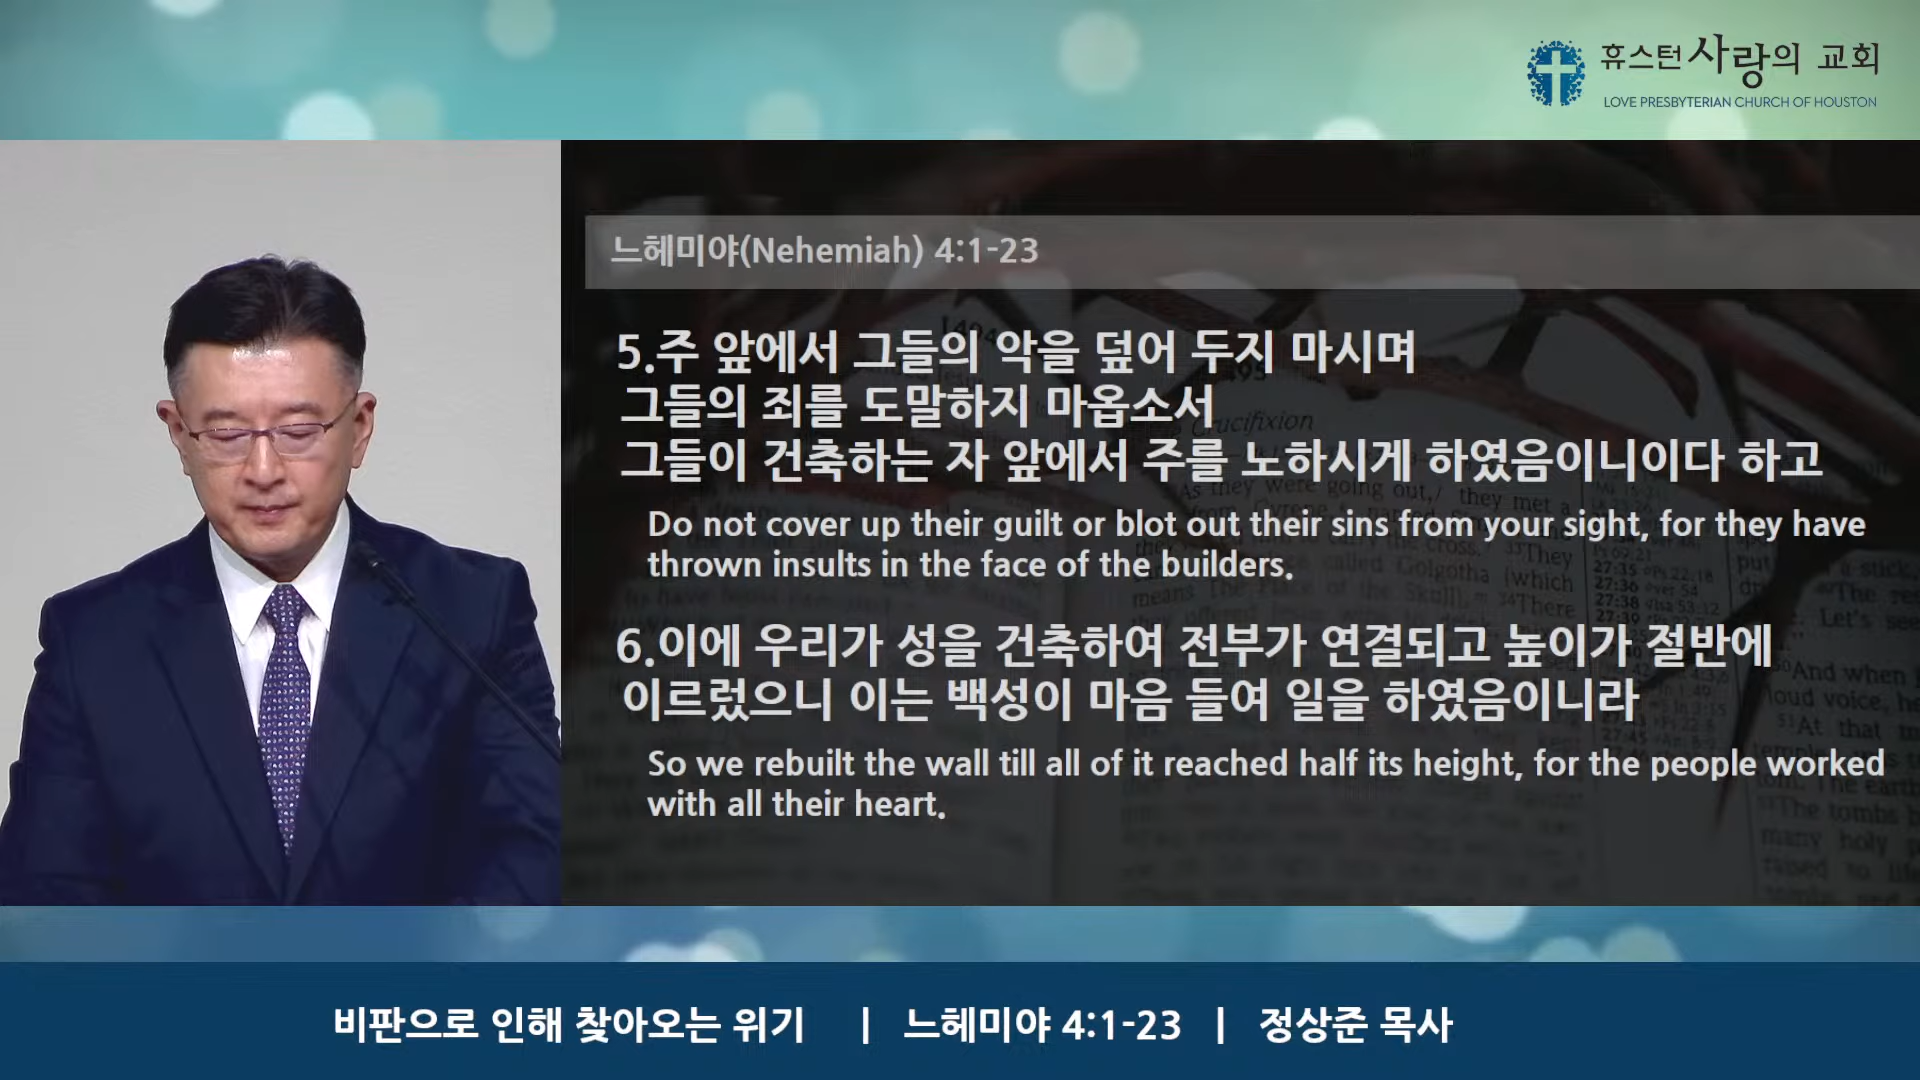 휴스턴 사랑의 교회
LOVE PRESBYTERIAN CHURCH OF HOUSTON
느헤미야(Nehemiah) 4:1-23
5.주 앞에서 그들의 악을 덮어 두지 마시며
그들의 죄를 도말하지 마옵소서
그들이 건축하는 자 앞에서 주를 노하시게 하였음이니이다 하고
Do not cover up their guilt or blot out their sins from your sight, for they have
thrown insults in the face of the builders.
6.이에 우리가 성을 건축하여 전부가 연결되고 높이가 절반에
이르렀으니 이는 백성이 마음 들여 일을 하였음이니라
So we rebuilt the wall till all of it reached half its height, for the people worked
with all their heart.
비판으로 인해 찾아오는 위기 | 느헤미야 4:1-23 | 정상준 목사